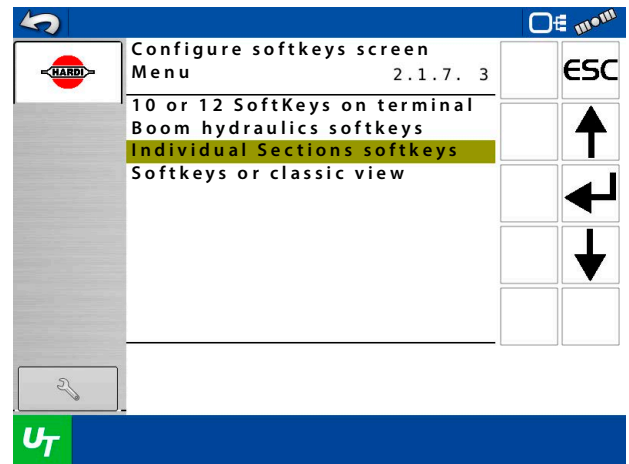 Configure softkeys screen
HARDI
Menu 2.1.7. 3
ESC
10 or 12 SoftKeys on terminal
Boom hydraulics softkeys
Individual Sections softkeys
Softkeys or classic view
UT